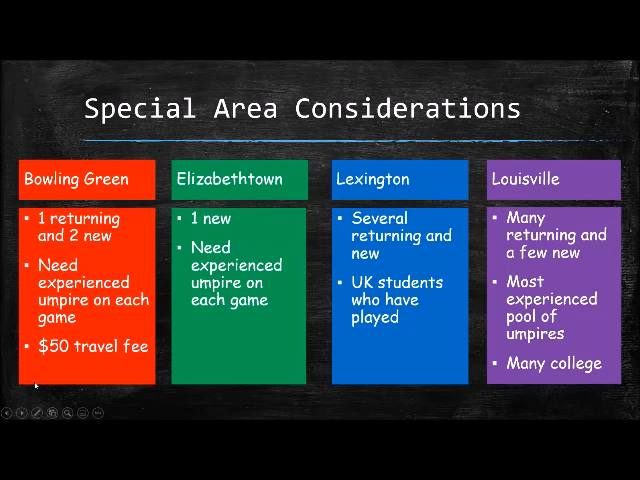 Special Area Considerations
Bowling Green
▪ 1 returning
and 2 new
▪ Need
experienced
umpire on each
game
▪ $50 travel fee
Elizabethtown
▪ 1 new
▪ Need
experienced
umpire on
each game
Lexington
▪ Several
returning and
new
▪ UK students
who have
played
Louisville
▪ Many
returning and
a few new
▪ Most
experienced
pool of
umpires
▪ Many college